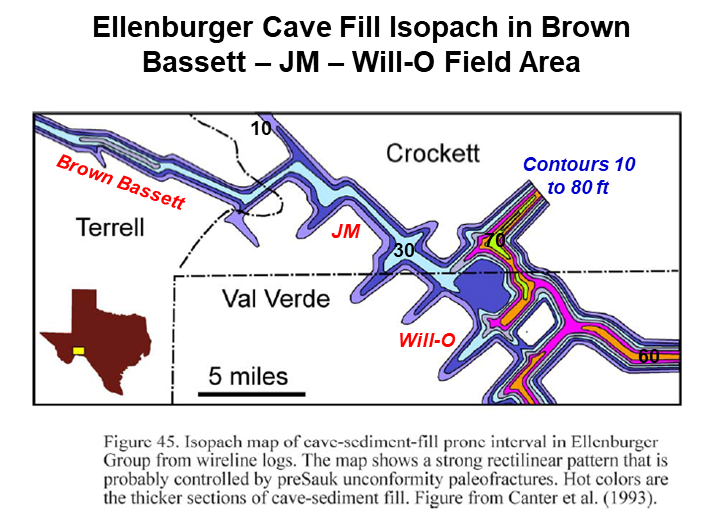 Ellenburger Cave Fill Isopach in Brown
Bassett – JM – Will-O Field Area
10
Crockett
Contours 10
to 80 ft
Brown Bassett
Terrell
JM
30
70
Val Verde
Will-O
60
5 miles
Figure 45. Isopach map of cave-sediment-fill prone interval in Ellenburger
Group from wireline logs. The map shows a strong rectilinear pattern that is
probably controlled by preSauk unconformity paleofractures. Hot colors are
the thicker sections of cave-sediment fill. Figure from Canter et al. (1993).